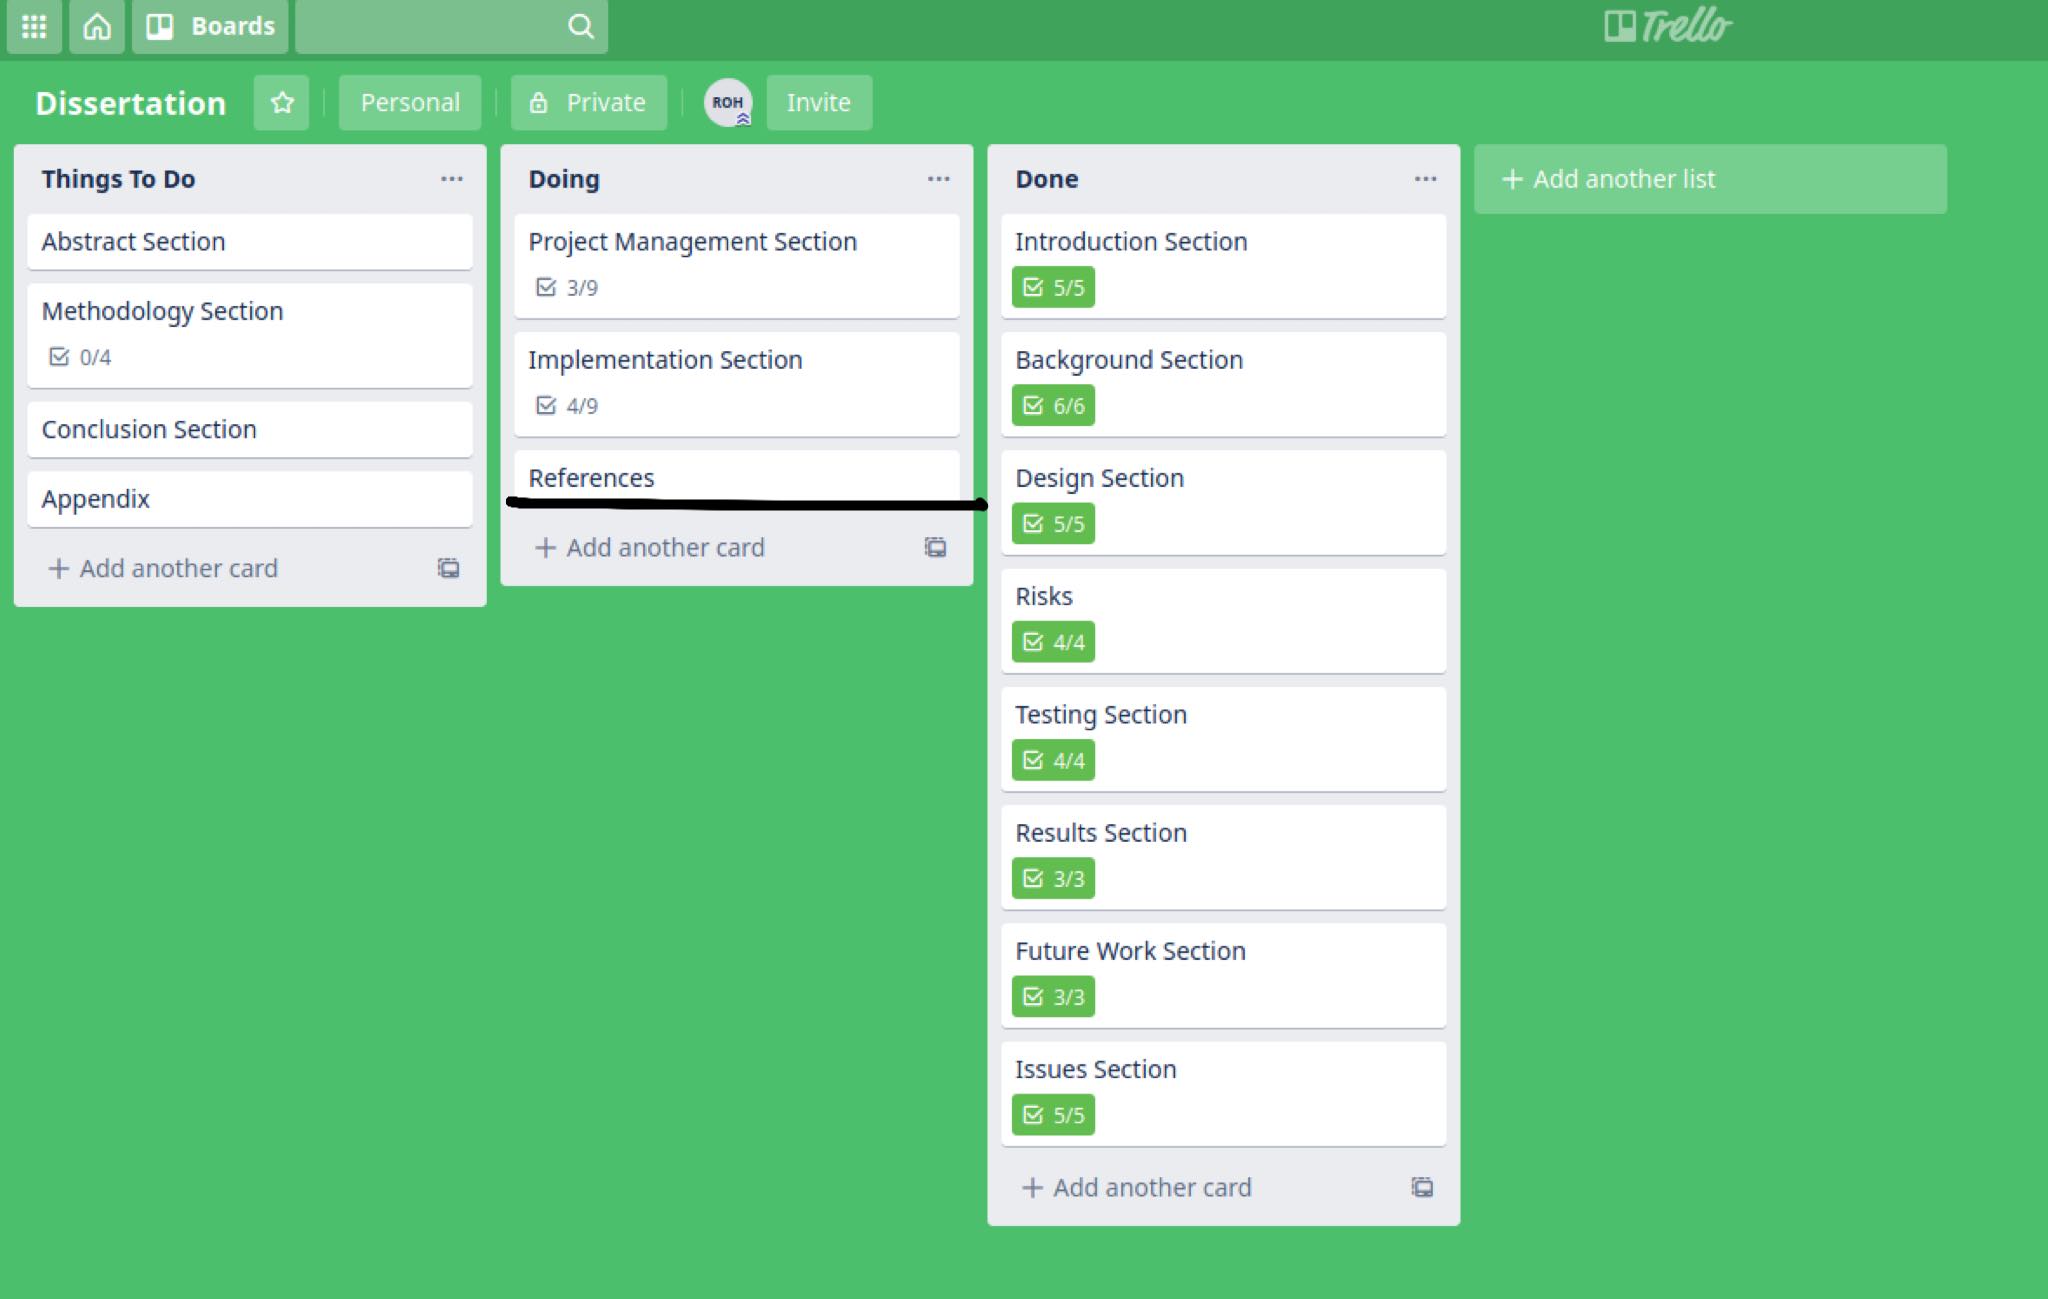 Boards
Trello
Dissertation
Personal
Private
ROH
Invite
Things To Do
Abstract Section
Methodology Section
0/4
Conclusion Section
Appendix
Add another card
Doing
Project Management Section
3/9
Implementation Section
4/9
References
Add another card
Done
Introduction Section
5/5
Background Section
6/6
Design Section
5/5
Risks
4/4
Testing Section
4/4
Results Section
3/3
Future Work Section
3/3
Issues Section
5/5
Add another card
Add another list